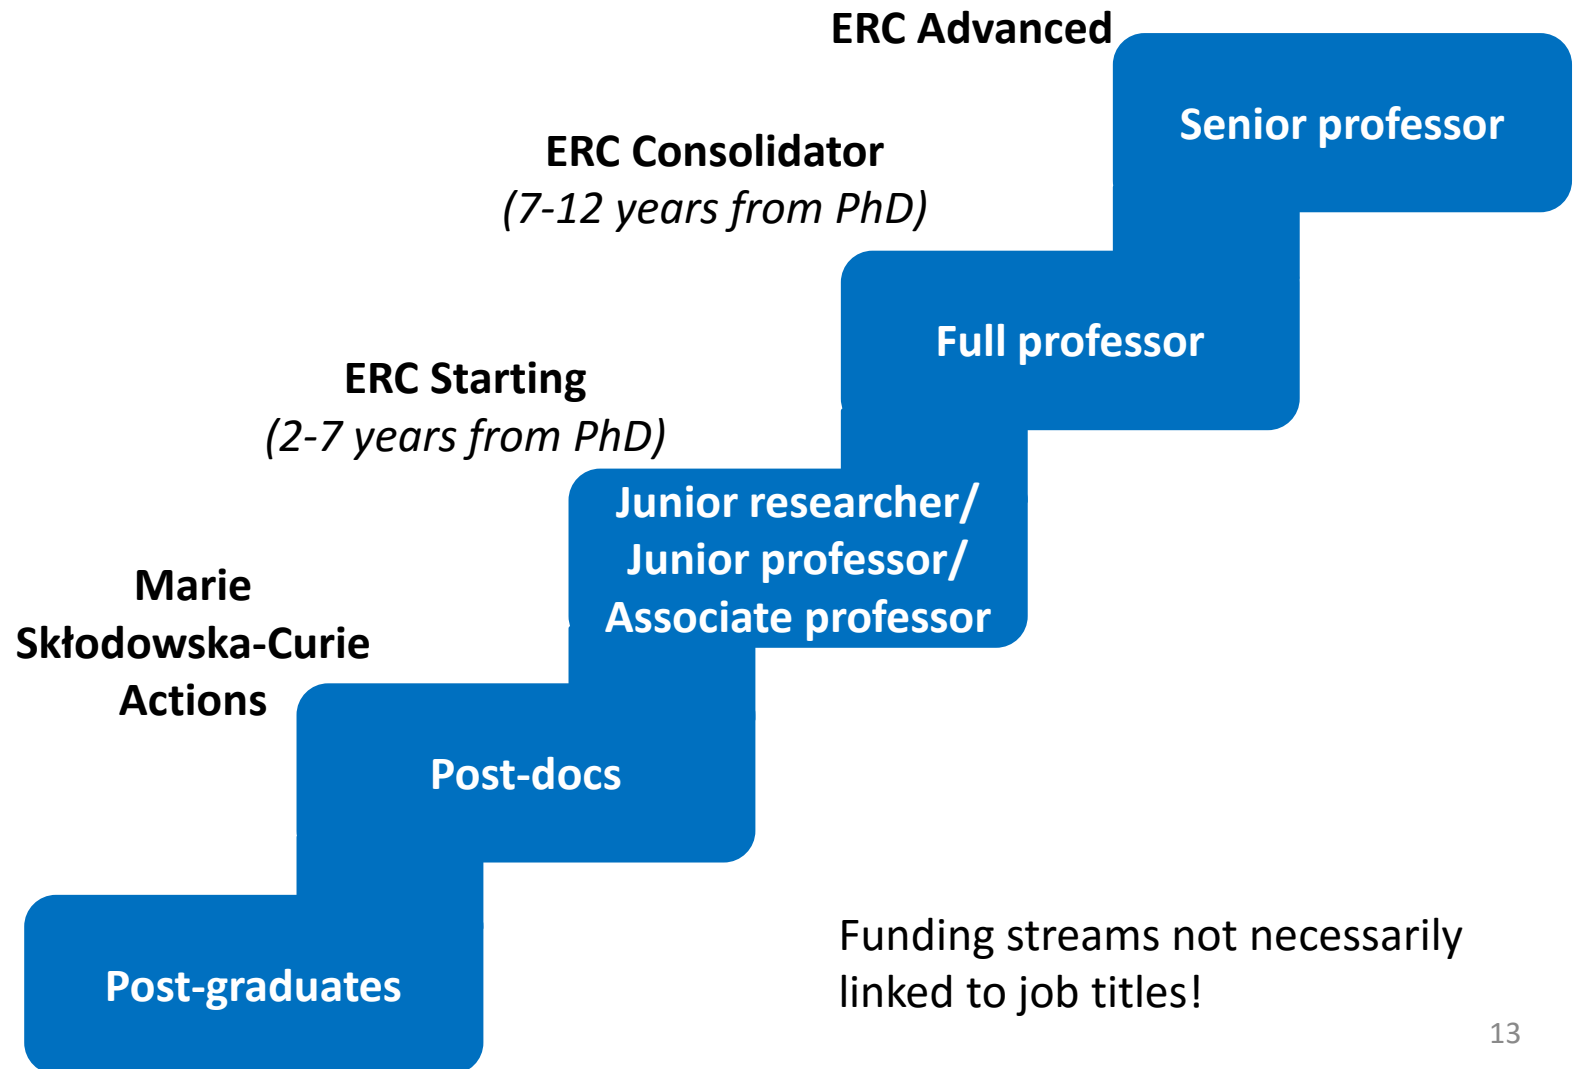 ERC Advanced
Senior professor
ERC Consolidator
(7-12 years from PhD)
Full professor
ERC Starting
(2-7 years from PhD)
Junior researcher/
Junior professor/
Associate professor
Marie
Skłodowska-Curie
Actions
Post-docs
Post-graduates
Funding streams not necessarily
linked to job titles!
13